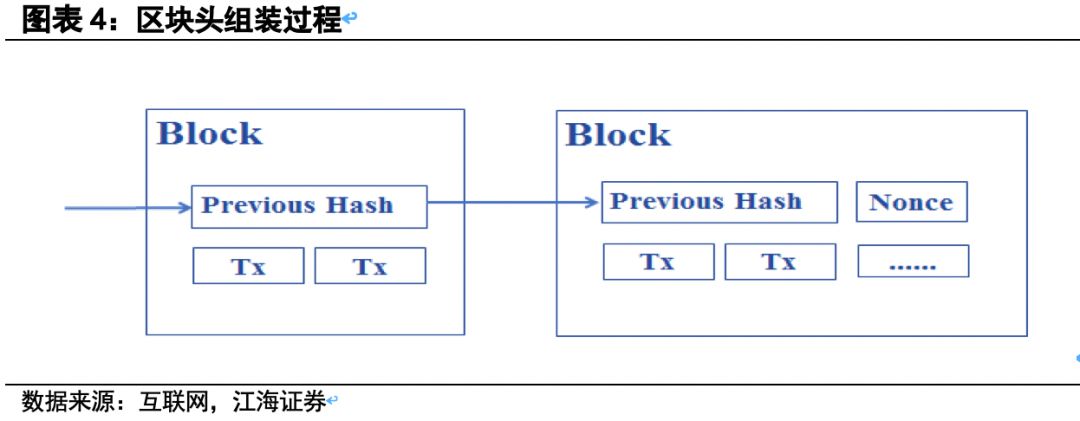 图表 4：区块头组装过程
Block
Previous Hash
Tx Tx
Block
Previous Hash Nonce
Tx Tx ……
数据来源：互联网，江海证券